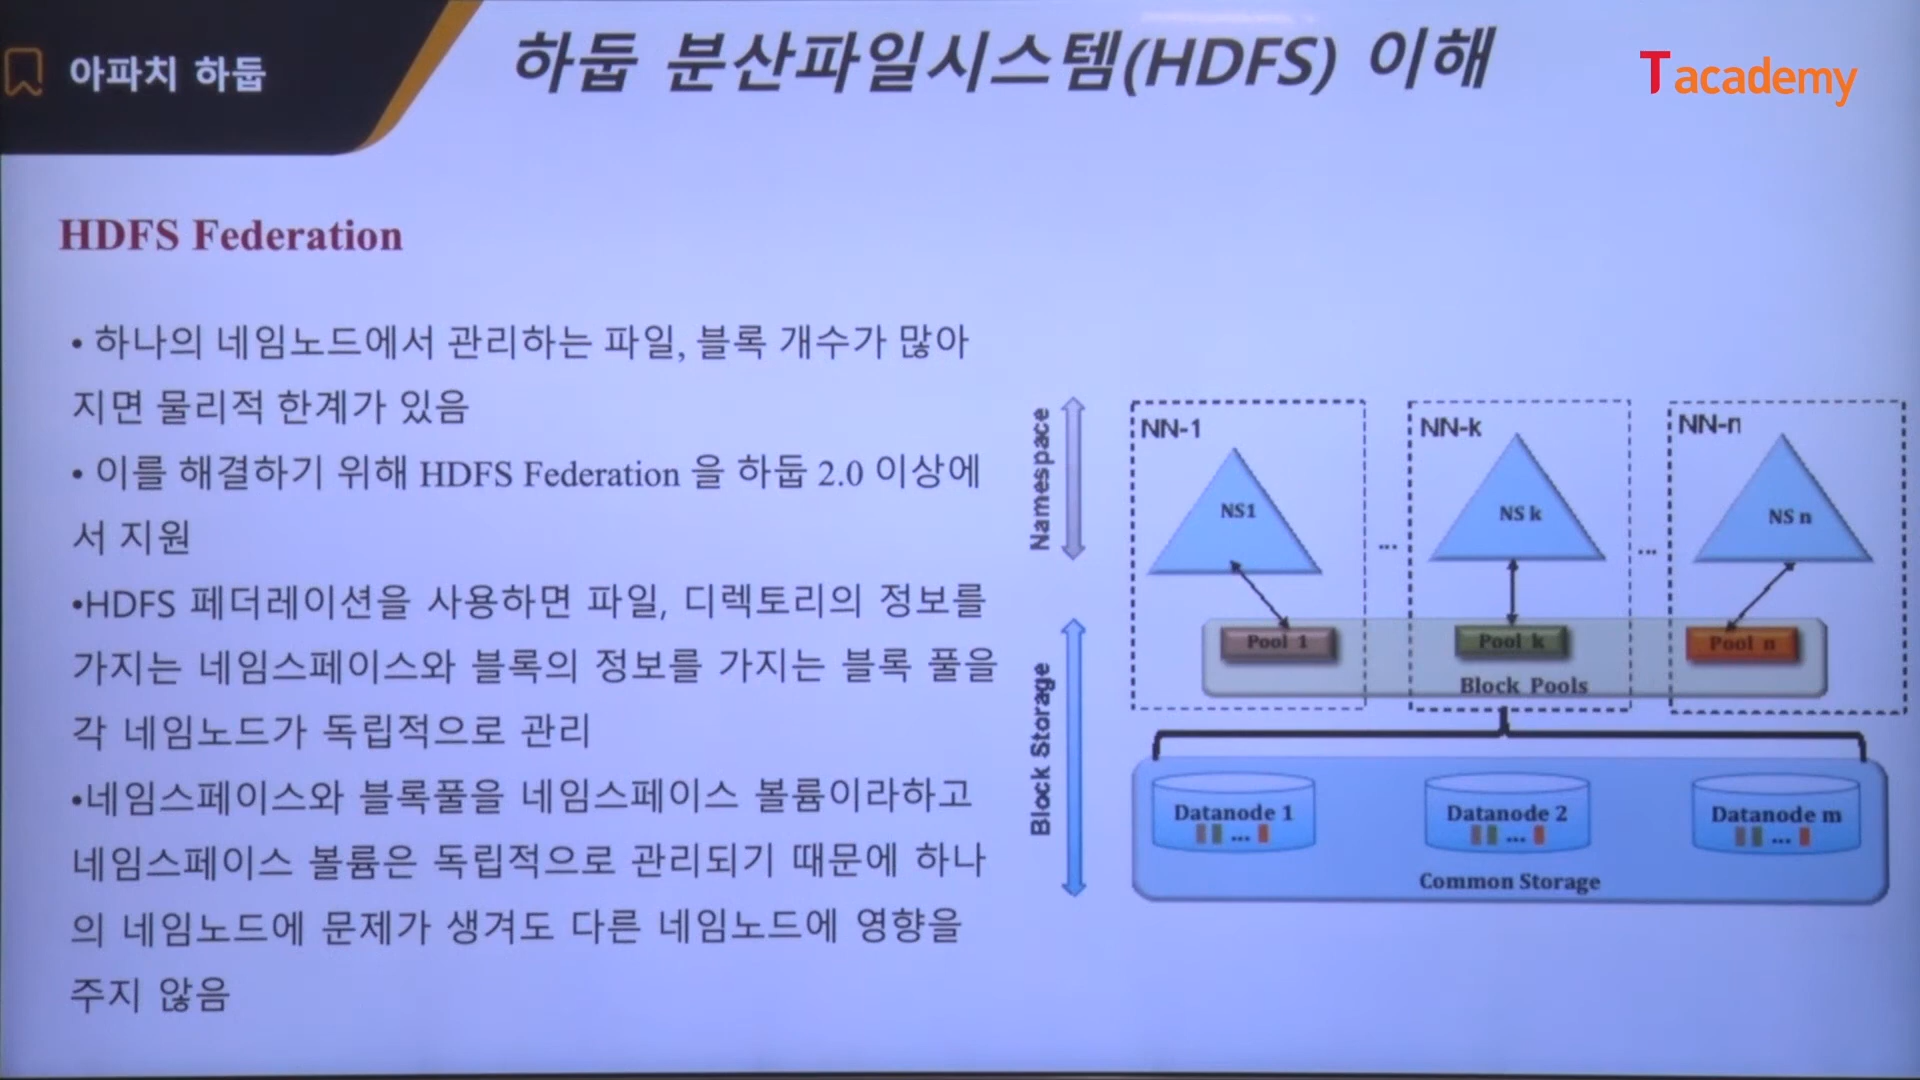 아파치 하둡
하둡 분산파일시스템(HDFS) 이해
Tacademy
HDFS Federation
• 하나의 네임노드에서 관리하는 파일, 블록 개수가 많아
지면 물리적 한계가 있음
• 이를 해결하기 위해 HDFS Federation 을 하둡 2.0 이상에
서 지원
•HDFS 페더레이션을 사용하면 파일, 디렉토리의 정보를
가지는 네임스페이스와 블록의 정보를 가지는 블록 풀을
각 네임노드가 독립적으로 관리
•네임스페이스와 블록풀을 네임스페이스 볼륨이라하고
네임스페이스 볼륨은 독립적으로 관리되기 때문에 하나
의 네임노드에 문제가 생겨도 다른 네임노드에 영향을
주지 않음
Namespace
NN-1
NN-k
NN-n
NS1
NS k
NS n
...
...
Block Storage
Pool 1
Pool k
Pool n
Block Pools
Datanode 1
Datanode 2
Datanode m
...
...
...
Common Storage